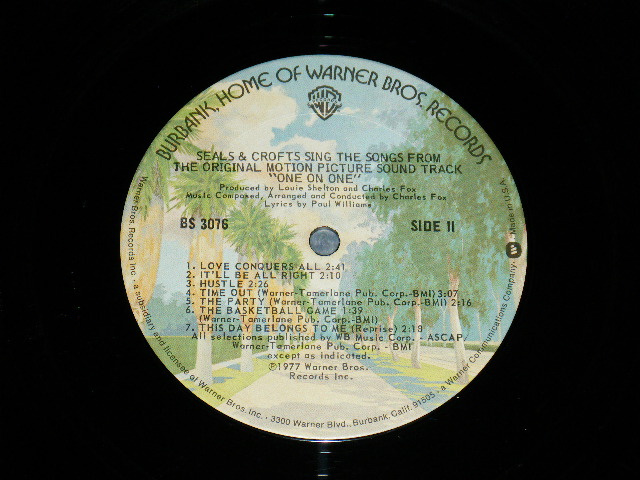 BURBANK, HOME OF WARNER BROS. RECORDS
SEALS & CROFTS SING THE SONGS FROM
THE ORIGINAL MOTION PICTURE SOUND TRACK
"ONE ON ONE"
Produced by Louie Shelton and Charles Fox
Music Composed, Arranged and Conducted by Charles Fox
Lyrics by Paul Williams
BS 3076 SIDE II
1. LOVE CONQUERS ALL 2:41
2. IT'LL BE ALL RIGHT 2:10
3. HUSTLE 2:26
4. TIME OUT (Warner-Tamerlane Pub. Corp.-BMI) 3:07
5. THE PARTY (Warner-Tamerlane Pub. Corp.-BMI) 2:16
6. THE BASKETBALL GAME 1:39
(Warner-Tamerlane Pub. Corp.-BMI)
7. THIS DAY BELONGS TO ME (Reprise) 2:18
All selections published by WB Music Corp. - ASCAP/
Warner-Tamerlane Pub. Corp. - BMI
except as indicated.
©1977 Warner Bros.
Records Inc.
Warner Bros. Records Inc. • a subsidiary and licensee of Warner Bros. Inc. • 3300 Warner Blvd., Burbank, Calif. 91505 • a Warner Communications Company. Made in U.S.A.